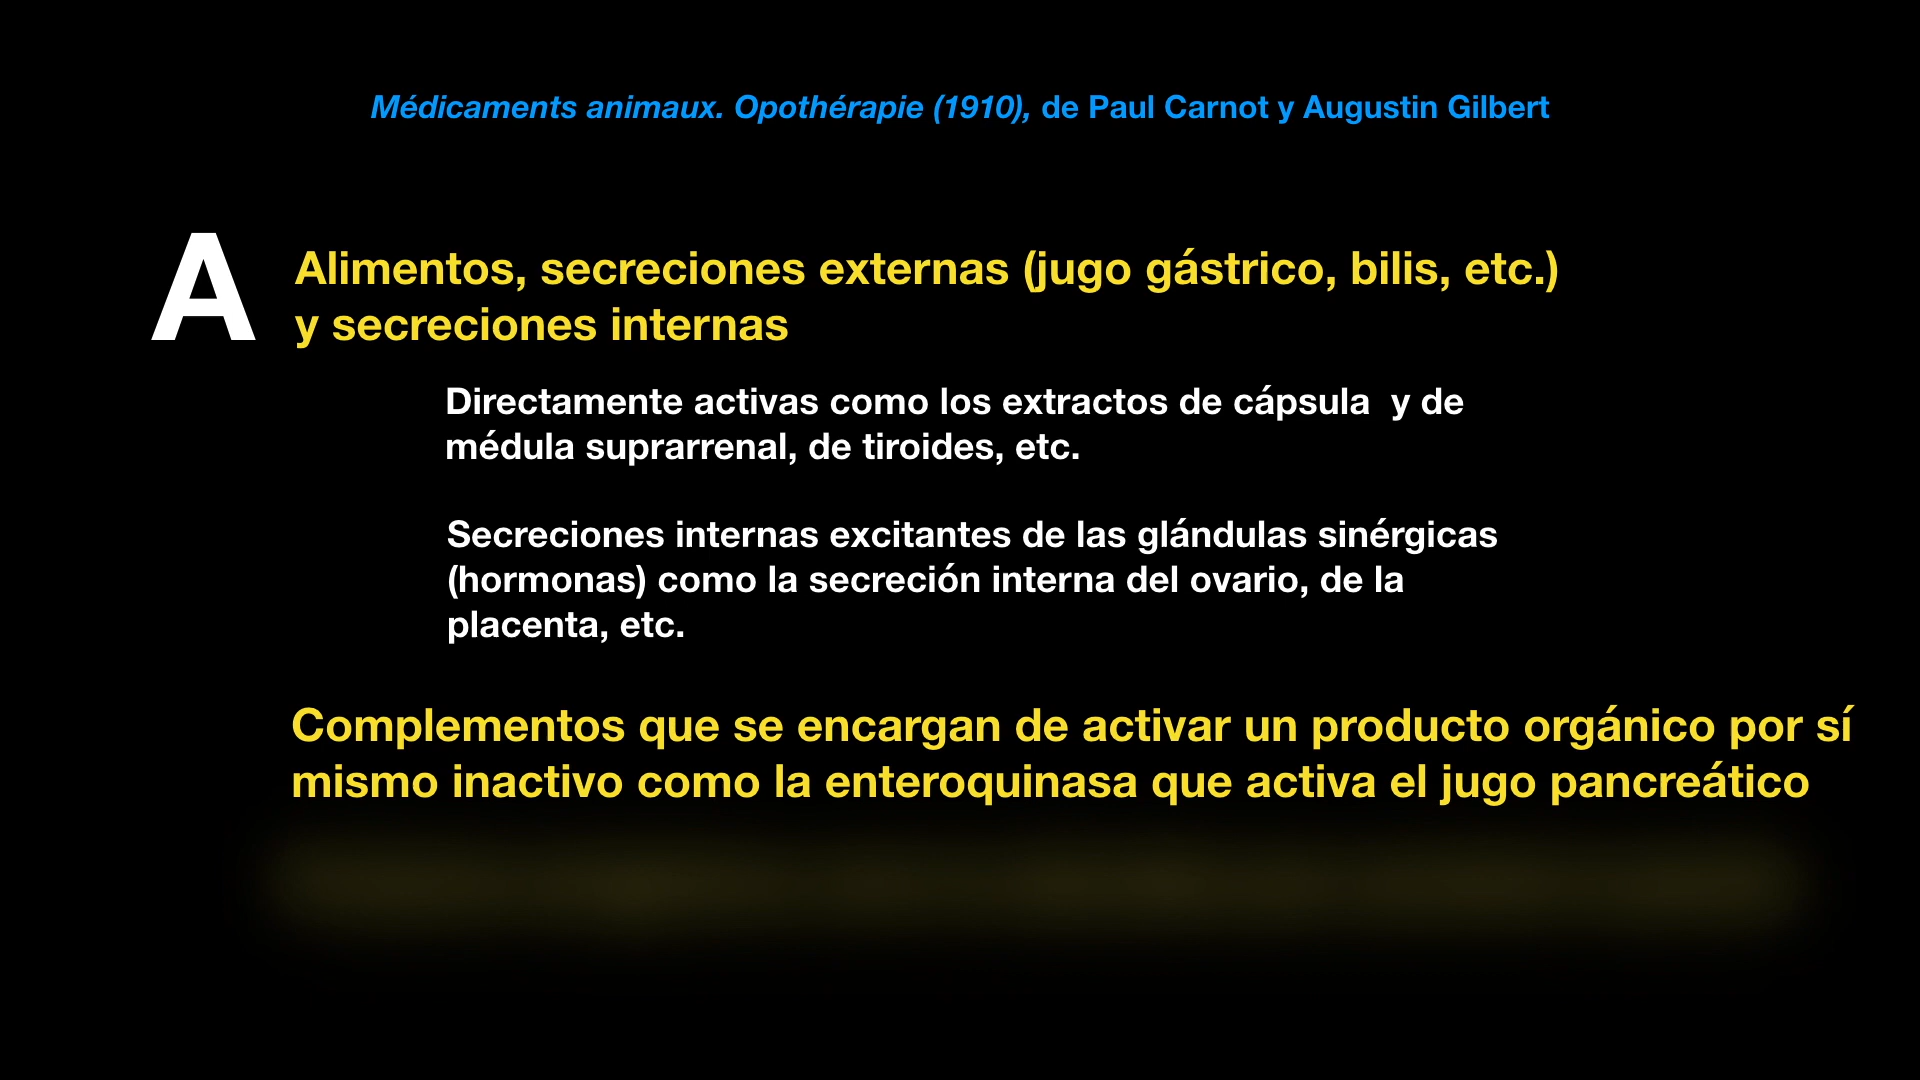 Médicaments animaux. Opothérapie (1910), de Paul Carnot y Augustin Gilbert
A
Alimentos, secreciones externas (jugo gástrico, bilis, etc.)
y secreciones internas
Directamente activas como los extractos de cápsula  y de
médula suprarrenal, de tiroides, etc.
Secreciones internas excitantes de las glándulas sinérgicas
(hormonas) como la secreción interna del ovario, de la
placenta, etc.
Complementos que se encargan de activar un producto orgánico por sí
mismo inactivo como la enteroquinasa que activa el jugo pancreático